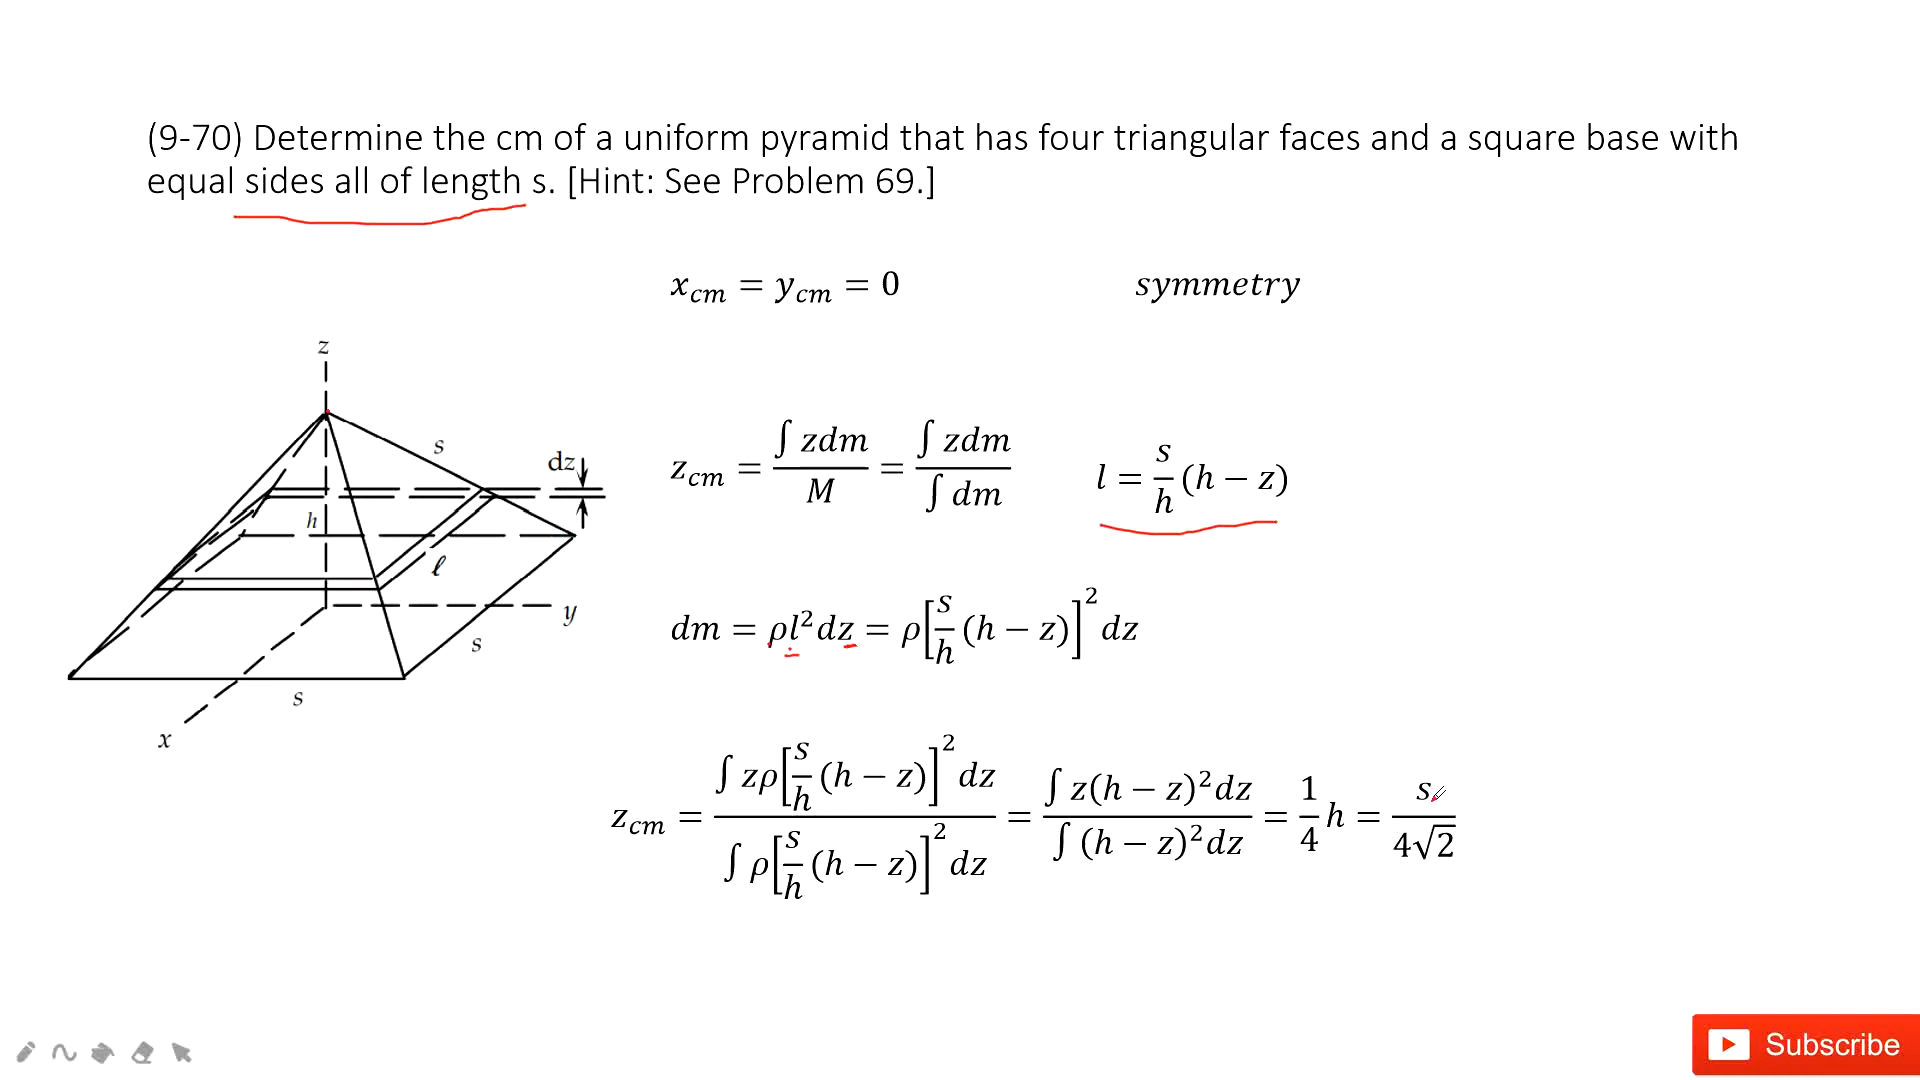 (9-70) Determine the cm of a uniform pyramid that has four triangular faces and a square base with
equal sides all of length s. [Hint: See Problem 69.]
x_cm = y_cm = 0 symmetry
z
s
dz
h
ℓ
y
s
s
x
z_cm = ∫ zdm / M = ∫ zdm / ∫ dm
l = s/h (h − z)
dm = ρl²dz = ρ[s/h (h − z)]² dz
z_cm = ∫ zρ[s/h (h − z)]² dz / ∫ ρ[s/h (h − z)]² dz = ∫ z(h − z)²dz / ∫ (h − z)²dz = 1/4 h = s / 4√2
Subscribe